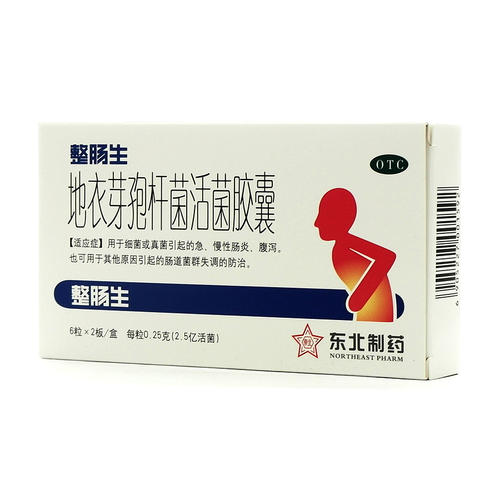 整肠生
地衣芽孢杆菌活菌胶囊
OTC
【适应症】用于细菌或真菌引起的急、慢性肠炎、腹泻。
也可用于其他原因引起的肠道菌群失调的防治。
整肠生
6粒×2板/盒 每粒0.25克(2.5亿活菌)
东北制药
NORTHEAST PHARM